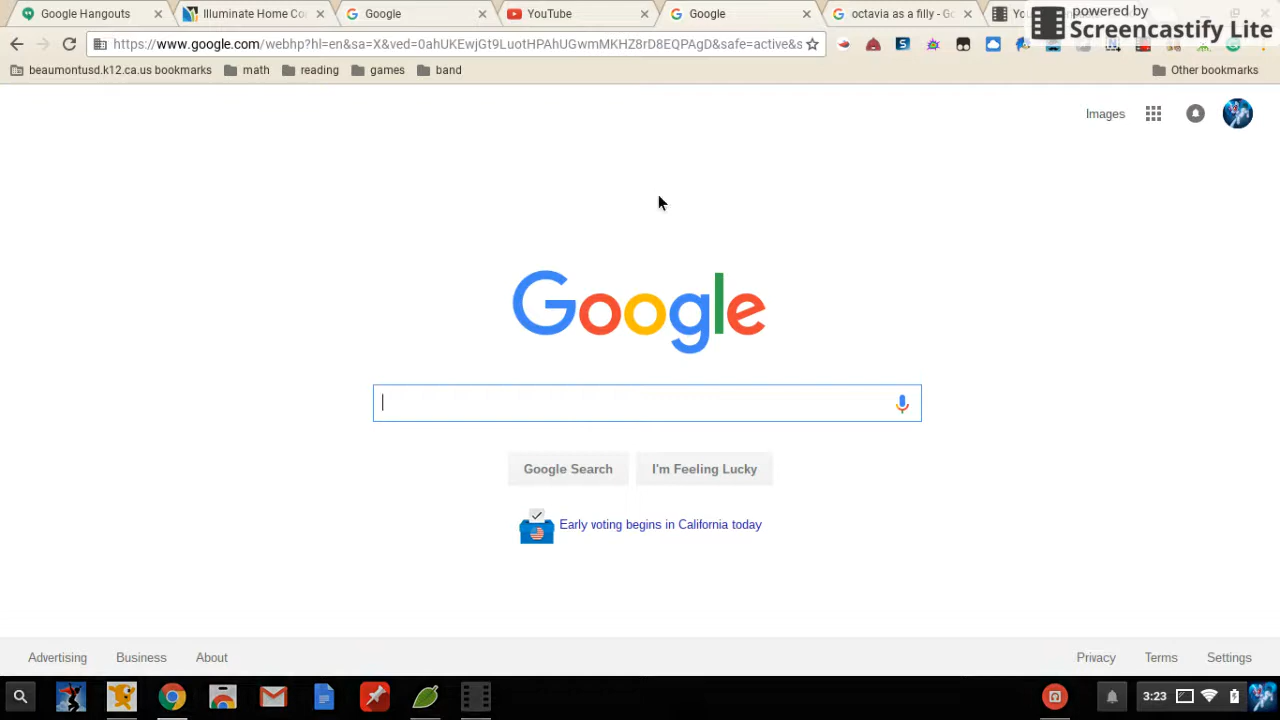 Google Hangouts
Illuminate Home Co
Google
YouTube
Google
octavia as a filly - Go
powered by
Screencastify Lite
https://www.google.com/webhp?hl=en&sa=X&ved=0ahUKEwjGt9LuotHPAhUGwmMKHZ8rD8EQPAgD&safe=active&s
beaumontusd.k12.ca.us bookmarks
math
reading
games
band
Other bookmarks
Images
Google
Google Search
I'm Feeling Lucky
Early voting begins in California today
Advertising
Business
About
Privacy
Terms
Settings
3:23